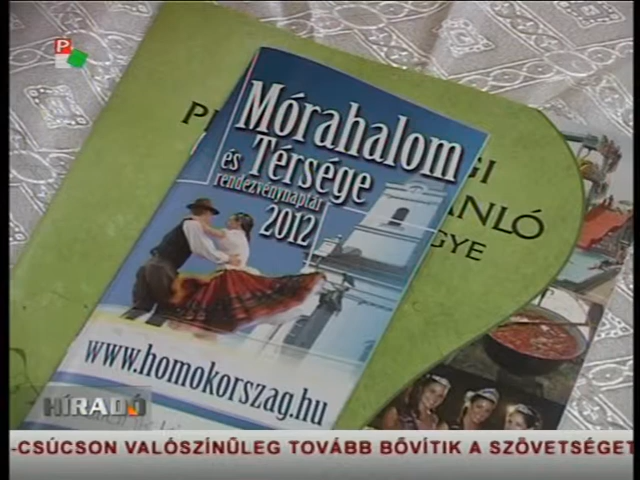 P
Mórahalom
és Térsége
rendezvénynaptár
2012
GI
ANLÓ
GYE
www.homokorszag.hu
HÍRADÓ
-CSÚCSON VALÓSZÍNŰLEG TOVÁBB BŐVÍTIK A SZÖVETSÉGET